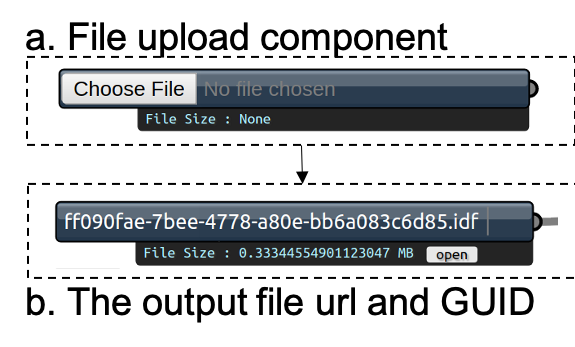 a. File upload component
Choose File No file chosen
File Size : None
ff090fae-7bee-4778-a80e-bb6a083c6d85.idf
File Size : 0.33344554901123047 MB open
b. The output file url and GUID